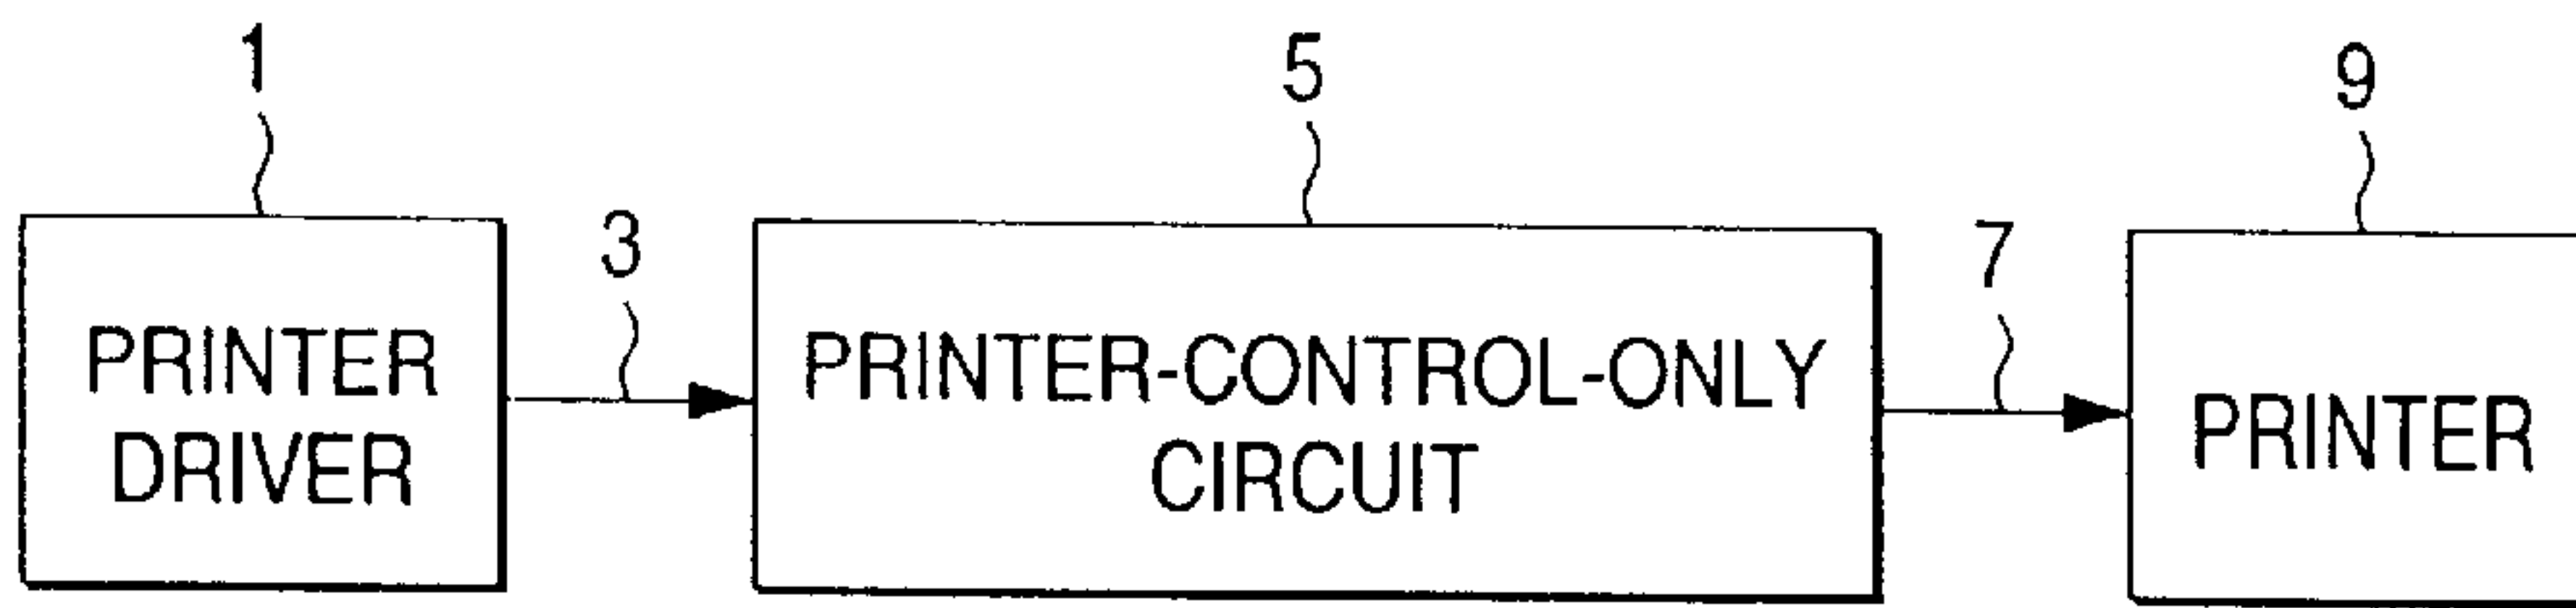 1
5
9
3
7
PRINTER
DRIVER
PRINTER-CONTROL-ONLY
CIRCUIT
PRINTER